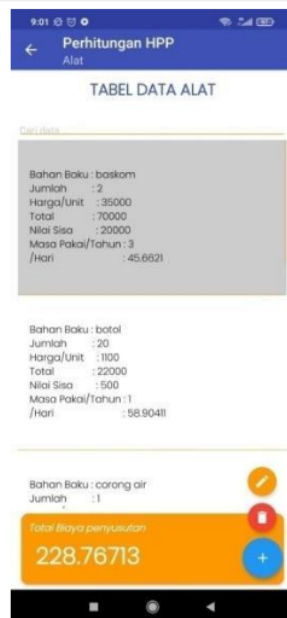 9:01
Perhitungan HPP
Alat
TABEL DATA ALAT
Cari data
Bahan Baku : baskom
Jumlah : 2
Harga/Unit : 35000
Total : 70000
Nilai Sisa : 20000
Masa Pakai/Tahun : 3
/Hari : 45.6621
Bahan Baku : botol
Jumlah : 20
Harga/Unit : 1100
Total : 22000
Nilai Sisa : 500
Masa Pakai/Tahun : 1
/Hari : 58.90411
Bahan Baku : corong air
Jumlah : 1
Total Biaya penyusutan
228.76713
+